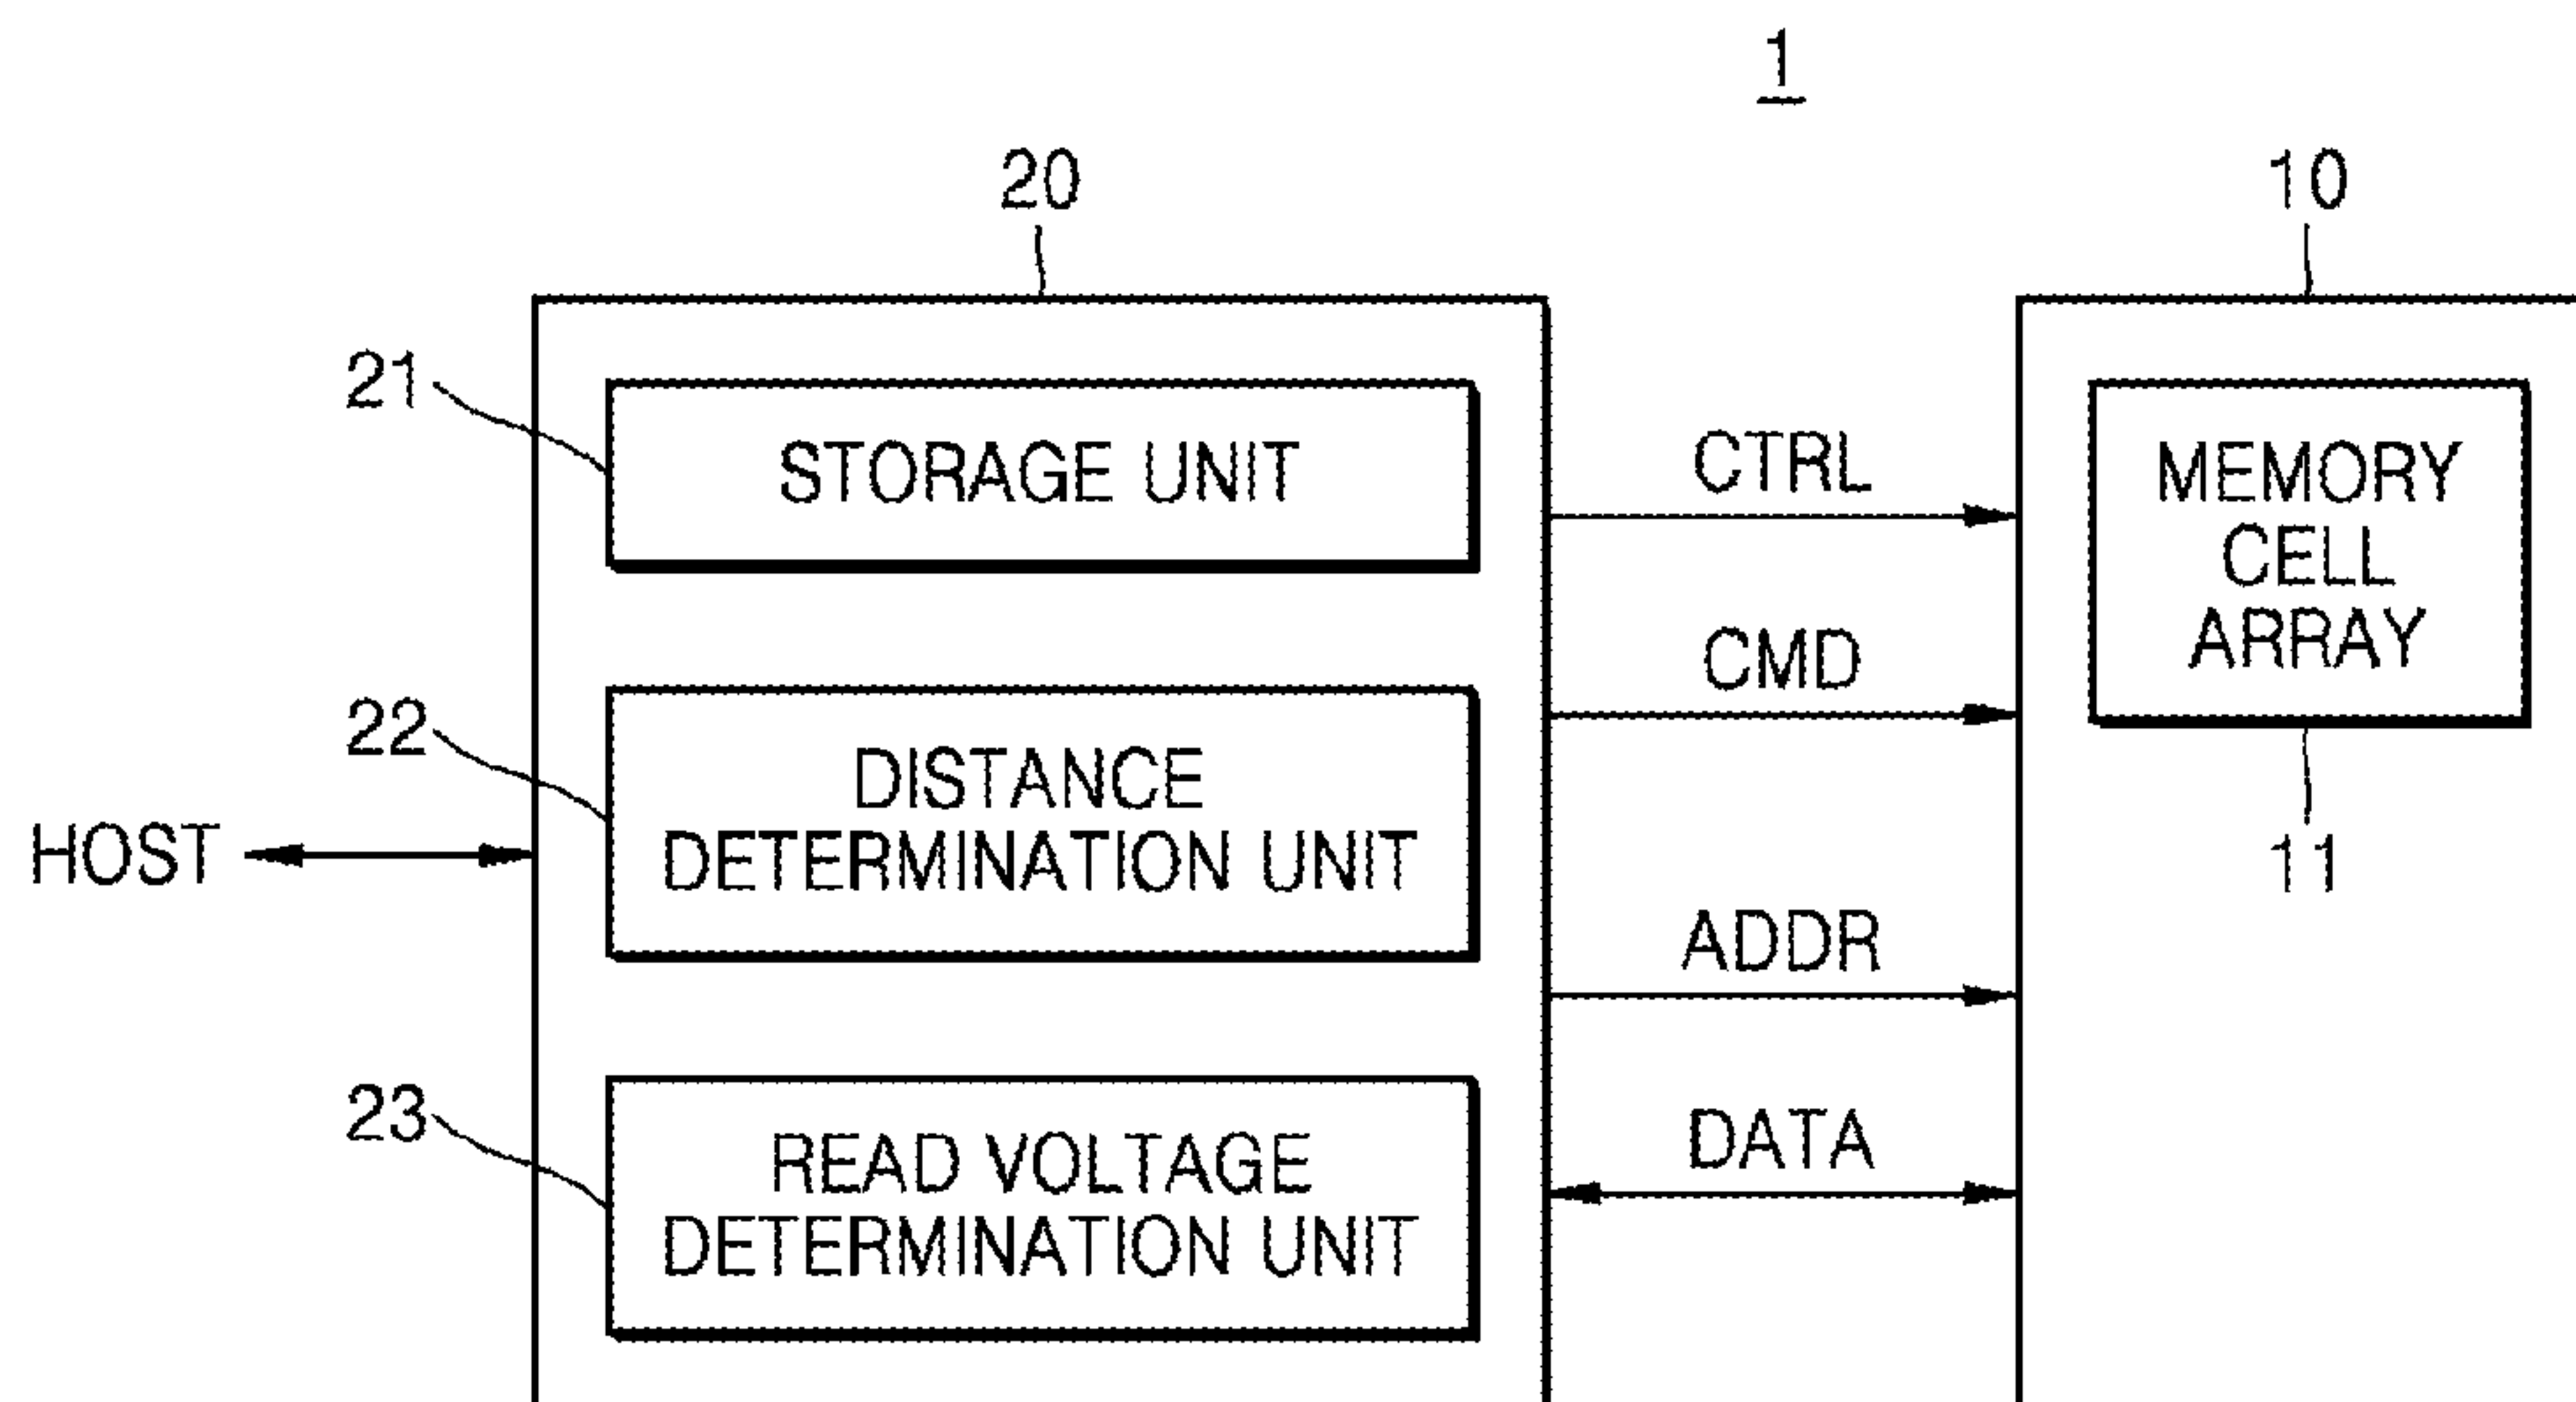 1
20
10
21
STORAGE UNIT
CTRL
MEMORY
CELL
ARRAY
CMD
22
DISTANCE
DETERMINATION UNIT
HOST
11
ADDR
23
READ VOLTAGE
DETERMINATION UNIT
DATA